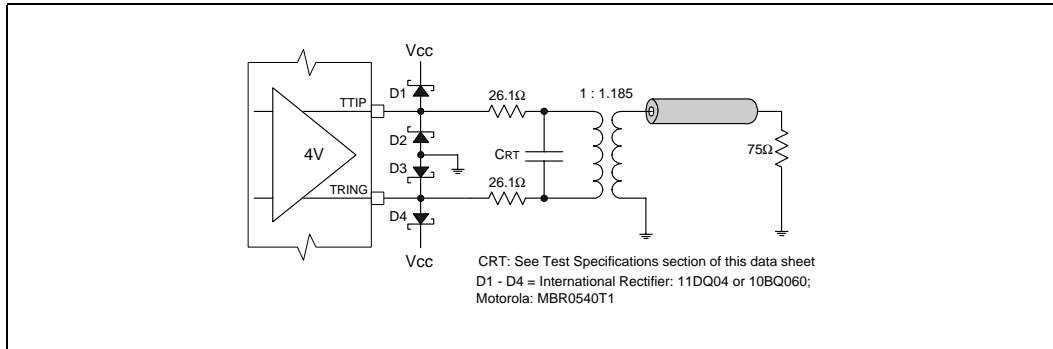 Vcc
D1
26.1Ω
1 : 1.185
TTIP
D2
4V
CRT
75Ω
D3
TRING
26.1Ω
D4
Vcc
CRT: See Test Specifications section of this data sheet
D1 - D4 = International Rectifier: 11DQ04 or 10BQ060;
Motorola: MBR0540T1